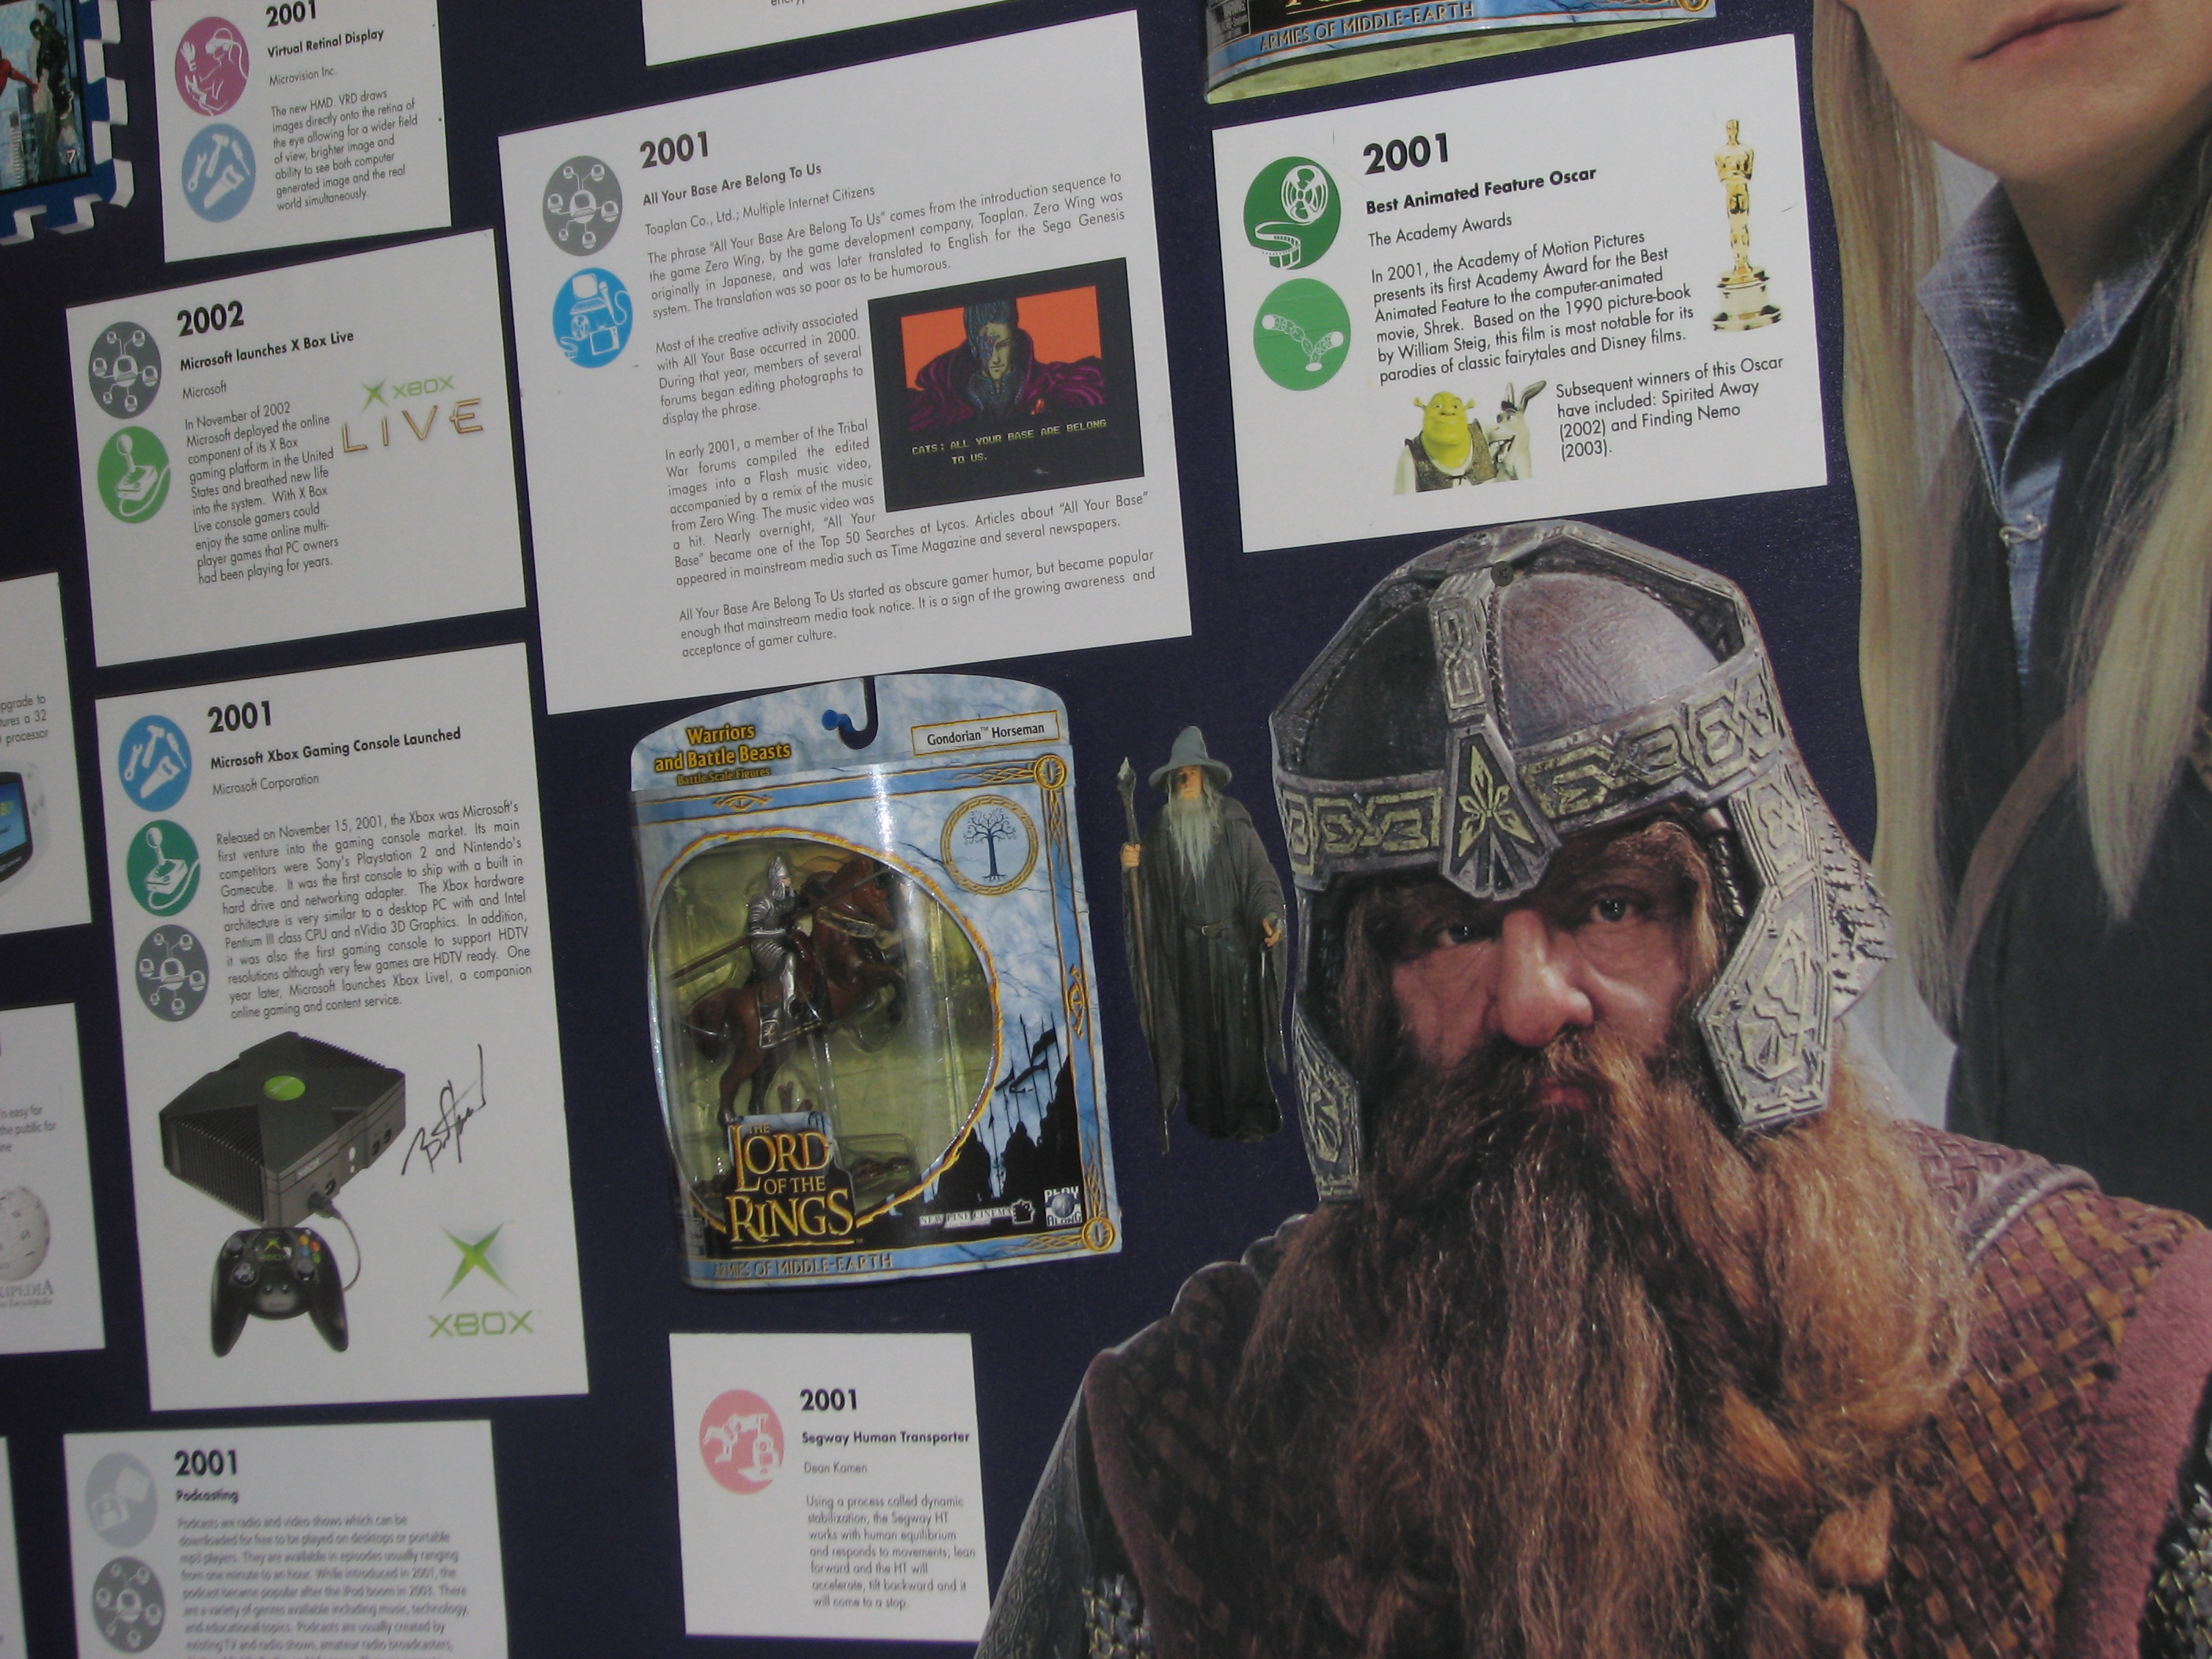 2001
Virtual Retinal Display
Microvision Inc.
The new HMD. VRD draws
images directly onto the retina of
the eye allowing for a wider field
of view, brighter image and
ability to see both computer
generated image and the real
world simultaneously.
2002
Microsoft launches X Box Live
Microsoft
In November of 2002
Microsoft deployed the online
component of its X Box
gaming platform in the United
States and breathed new life
into the system. With X Box
Live console gamers could
enjoy the same online multi-
player games that PC owners
had been playing for years.
XBOX
LIVE
2001
All Your Base Are Belong To Us
Toaplan Co., Ltd.; Multiple Internet Citizens
The phrase "All Your Base Are Belong To Us" comes from the introduction sequence to
the game Zero Wing, by the game development company, Toaplan. Zero Wing was
originally in Japanese, and was later translated to English for the Sega Genesis
system. The translation was so poor as to be humorous.
Most of the creative activity associated
with All Your Base occurred in 2000.
During that year, members of several
forums began editing photographs to
display the phrase.
In early 2001, a member of the Tribal
War forums compiled the edited
images into a Flash music video,
accompanied by a remix of the music
from Zero Wing. The music video was
a hit. Nearly overnight, "All Your
Base" became one of the Top 50 Searches at Lycos. Articles about "All Your Base"
appeared in mainstream media such as Time Magazine and several newspapers.
All Your Base Are Belong To Us started as obscure gamer humor, but became popular
enough that mainstream media took notice. It is a sign of the growing awareness and
acceptance of gamer culture.
CATS: ALL YOUR BASE ARE BELONG
TO US.
ARMIES OF MIDDLE-EARTH
2001
Best Animated Feature Oscar
The Academy Awards
In 2001, the Academy of Motion Pictures
presents its first Academy Award for the Best
Animated Feature to the computer-animated
movie, Shrek. Based on the 1990 picture-book
by William Steig, this film is most notable for its
parodies of classic fairytales and Disney films.
Subsequent winners of this Oscar
have included: Spirited Away
(2002) and Finding Nemo
(2003).
2001
Microsoft Xbox Gaming Console Launched
Microsoft Corporation
Released on November 15, 2001, the Xbox was Microsoft's
first venture into the gaming console market. Its main
competitors were Sony's Playstation 2 and Nintendo's
Gamecube. It was the first console to ship with a built in
hard drive and networking adapter. The Xbox hardware
architecture is very similar to a desktop PC with and Intel
Pentium III class CPU and nVidia 3D Graphics. In addition,
it was also the first gaming console to support HDTV
resolutions although very few games are HDTV ready. One
year later, Microsoft launches Xbox Live!, a companion
online gaming and content service.
XBOX
Warriors
and Battle Beasts
Battle Scale Figures
Gondorian™ Horseman
THE
LORD
OF THE
RINGS
NEW LINE CINEMA
PLAY
ALONG
ARMIES OF MIDDLE-EARTH
2001
Podcasting
Podcasts are radio and video shows which can be
downloaded for free to be played on desktops or portable
mp3 players. They are available in episodes usually ranging
from one minute to an hour. While introduced in 2001, the
podcast became popular after the iPod boom in 2003. There
are a variety of genres available including music, technology,
and educational topics. Podcasts are usually created by
existing TV and radio shows, amateur radio broadcasters,
2001
Segway Human Transporter
Dean Kamen
Using a process called dynamic
stabilization, the Segway HT
works with human equilibrium
and responds to movements; lean
forward and the HT will
accelerate, tilt backward and it
will come to a stop.
pgrade to
tures a 32
processor
is easy for
the public for
ine
KIPEDIA